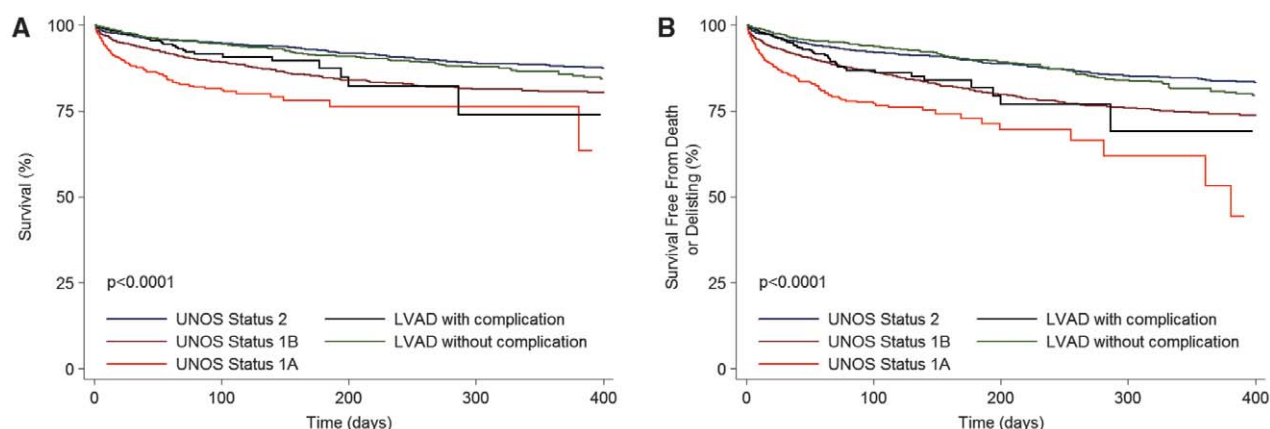 A
100
75
50
25
0
Survival (%)
p<0.0001
UNOS Status 2
UNOS Status 1B
UNOS Status 1A
LVAD with complication
LVAD without complication
0 100 200 300 400
Time (days)
B
100
75
50
25
0
Survival Free From Death
or Delisting (%)
p<0.0001
UNOS Status 2
UNOS Status 1B
UNOS Status 1A
LVAD with complication
LVAD without complication
0 100 200 300 400
Time (days)